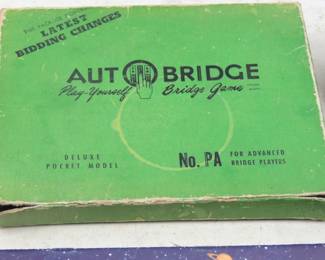 LATEST
BIDDING CHANGES
AUTOBRIDGE
Play-Yourself Bridge Game
DELUXE
POCKET MODEL
No. PA
FOR ADVANCED
BRIDGE PLAYERS